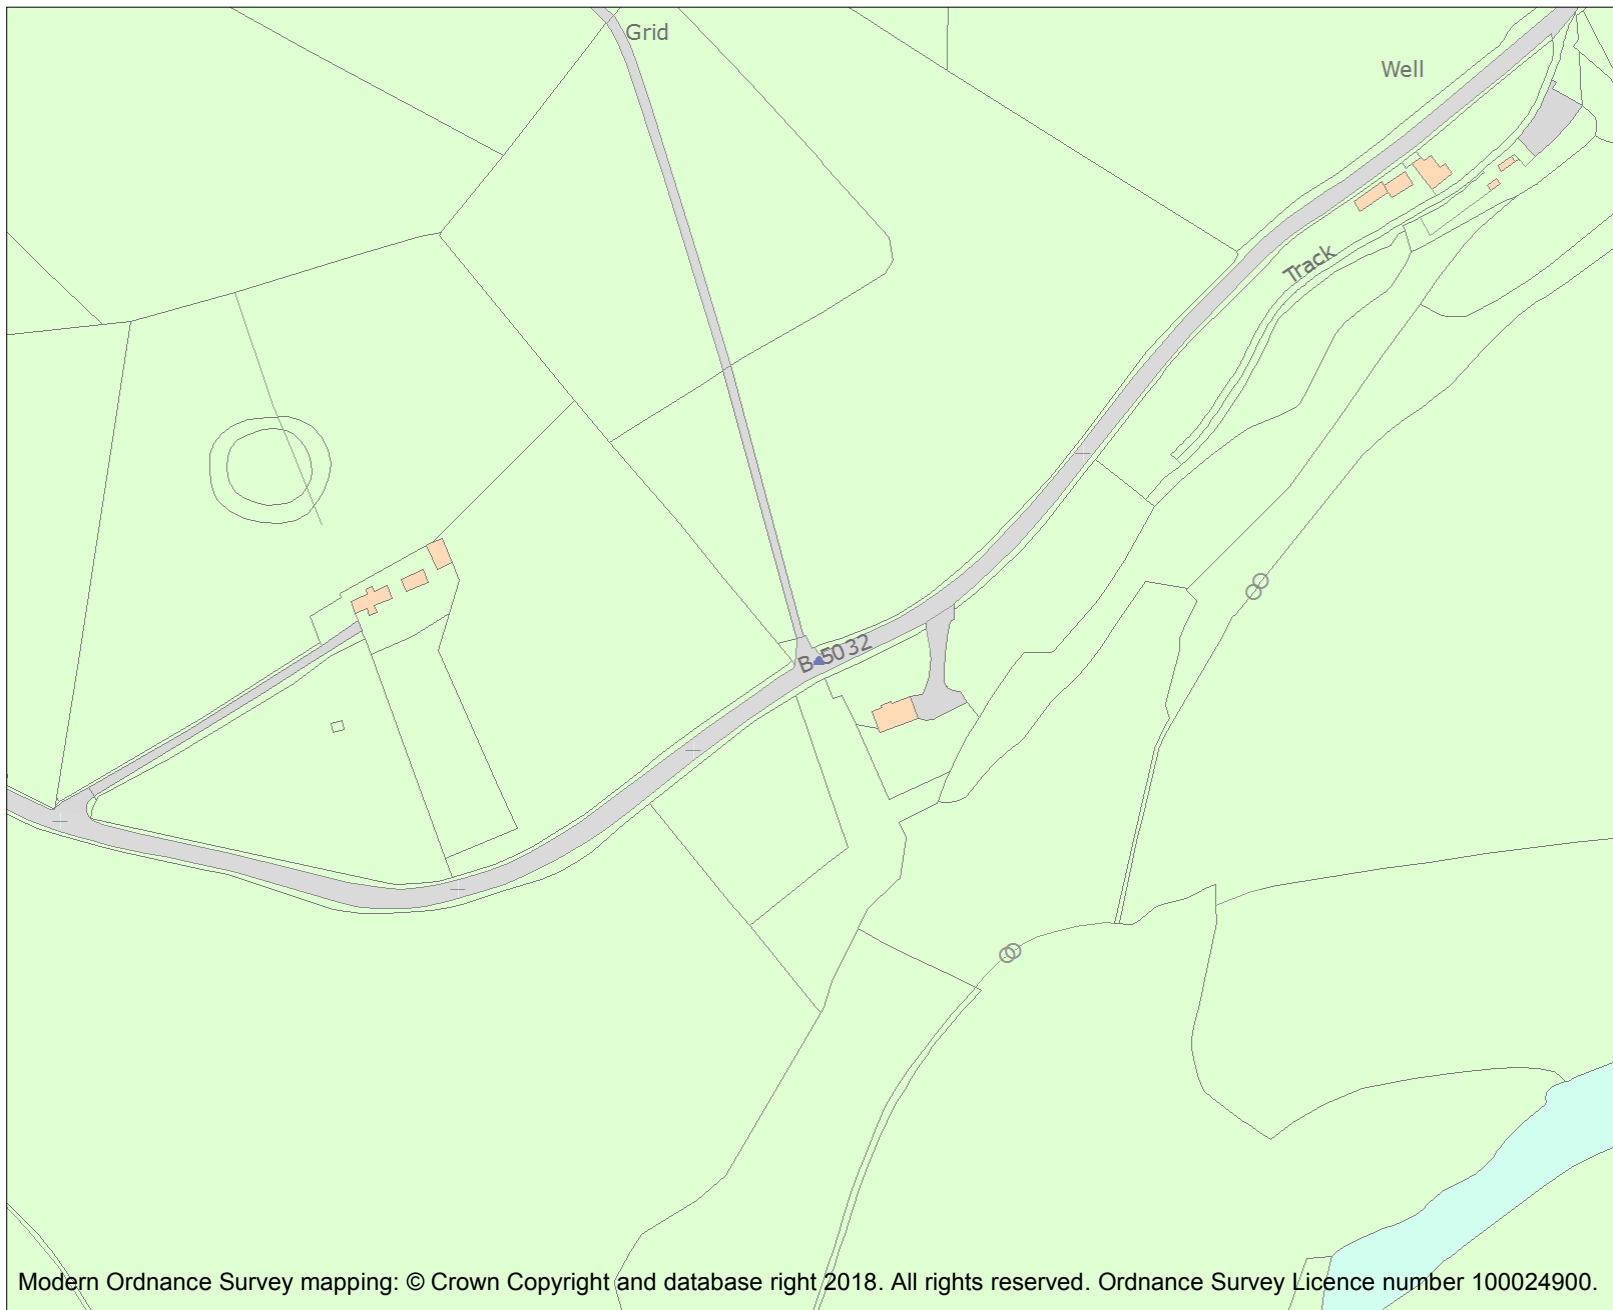 Grid
Well
Track
B 5032
Modern Ordnance Survey mapping: © Crown Copyright and database right 2018. All rights reserved. Ordnance Survey Licence number 100024900.